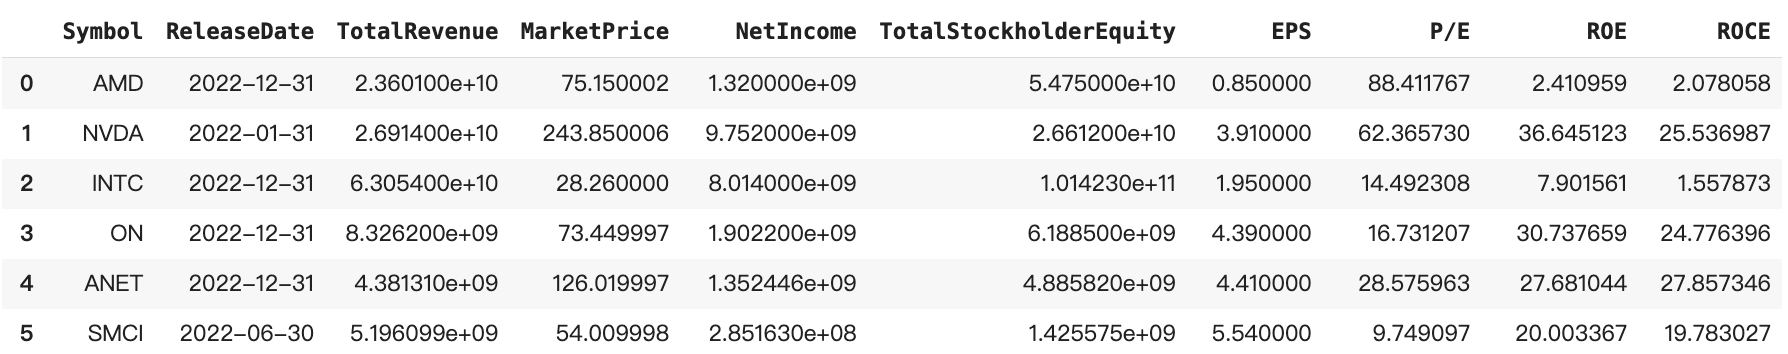 Symbol ReleaseDate TotalRevenue MarketPrice NetIncome TotalStockholderEquity EPS P/E ROE ROCE
0 AMD 2022-12-31 2.360100e+10 75.150002 1.320000e+09 5.475000e+10 0.850000 88.411767 2.410959 2.078058
1 NVDA 2022-01-31 2.691400e+10 243.850006 9.752000e+09 2.661200e+10 3.910000 62.365730 36.645123 25.536987
2 INTC 2022-12-31 6.305400e+10 28.260000 8.014000e+09 1.014230e+11 1.950000 14.492308 7.901561 1.557873
3 ON 2022-12-31 8.326200e+09 73.449997 1.902200e+09 6.188500e+09 4.390000 16.731207 30.737659 24.776396
4 ANET 2022-12-31 4.381310e+09 126.019997 1.352446e+09 4.885820e+09 4.410000 28.575963 27.681044 27.857346
5 SMCI 2022-06-30 5.196099e+09 54.009998 2.851630e+08 1.425575e+09 5.540000 9.749097 20.003367 19.783027